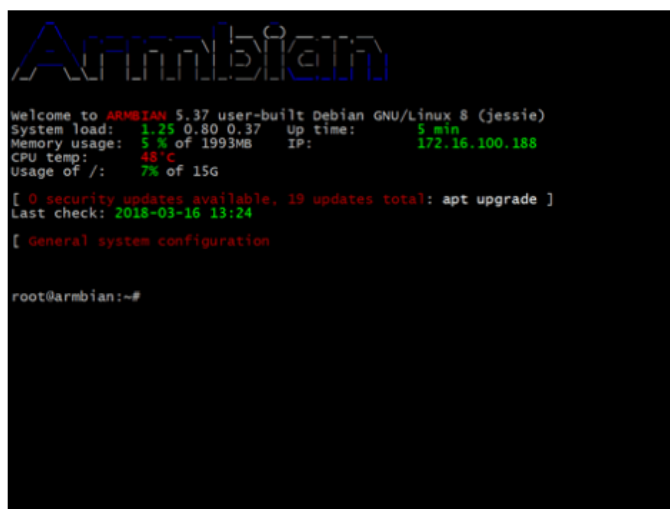 Armbian
Welcome to ARMBIAN 5.37 user-built Debian GNU/Linux 8 (jessie)
System load: 1.25 0.80 0.37 Up time: 5 min
Memory usage: 5 % of 1993MB IP: 172.16.100.188
CPU temp: 48°C
Usage of /: 7% of 15G
[ 0 security updates available, 19 updates total: apt upgrade ]
Last check: 2018-03-16 13:24
[ General system configuration
root@armbian:~#